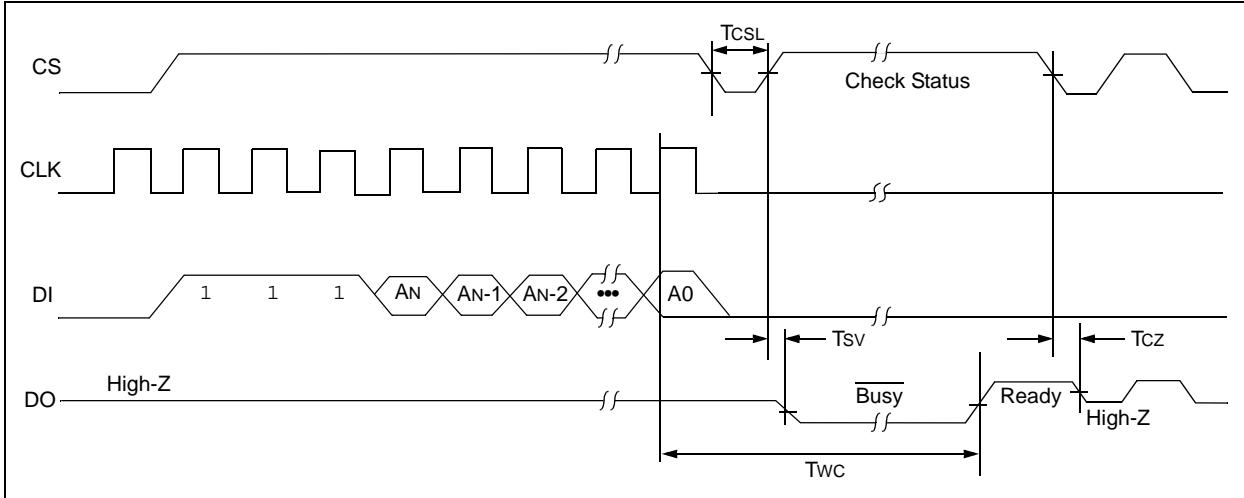 TCSL
CS
Check Status
CLK
DI
1 1 1 AN AN-1 AN-2 ••• A0
TSV
TCZ
High-Z
DO
Busy
Ready
High-Z
TWC